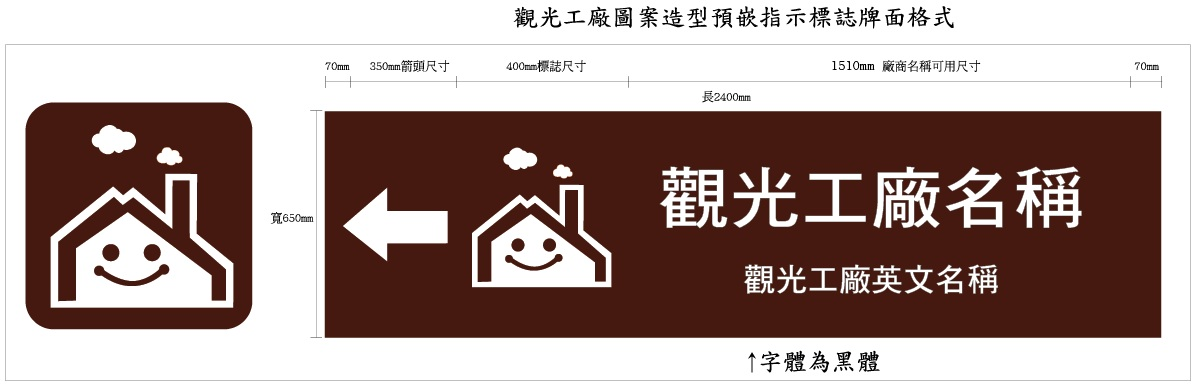 觀光工廠圖案造型預嵌指示標誌牌面格式
70mm 350mm箭頭尺寸 400mm標誌尺寸 1510mm 廠商名稱可用尺寸 70mm
長2400mm
寬650mm
觀光工廠名稱
觀光工廠英文名稱
↑字體為黑體